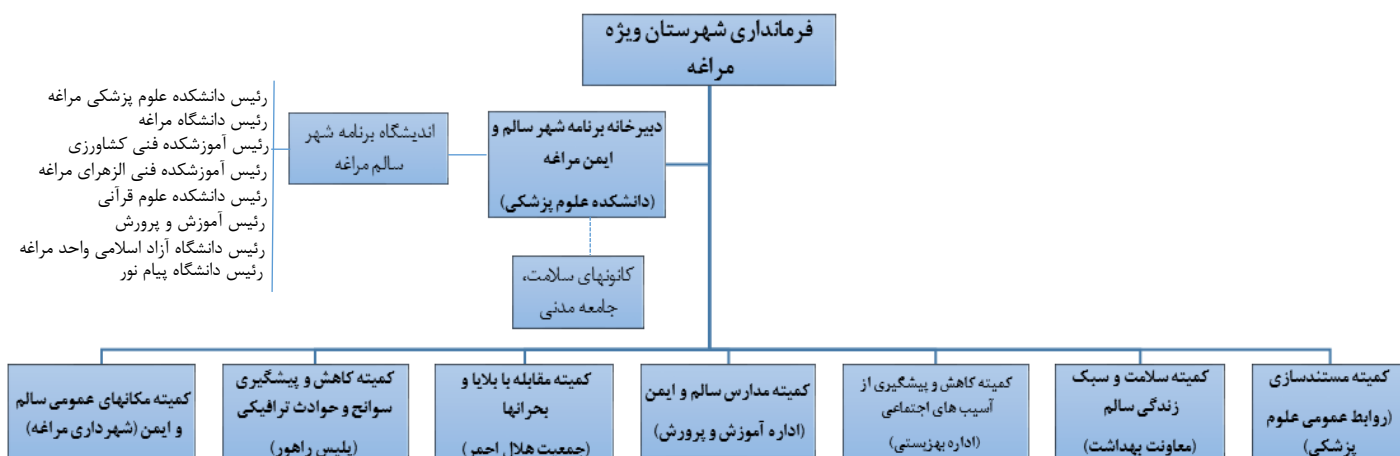 فرمانداری شهرستان ویژه
مراغه
دبیرخانه برنامه شهر سالم و
ایمن مراغه
(دانشکده علوم پزشکی)
اندیشگاه برنامه شهر
سالم مراغه
رئیس دانشکده علوم پزشکی مراغه
رئیس دانشگاه مراغه
رئیس آموزشکده فنی کشاورزی
رئیس آموزشکده فنی الزهرای مراغه
رئیس دانشکده علوم قرآنی
رئیس آموزش و پرورش
رئیس دانشگاه آزاد اسلامی واحد مراغه
رئیس دانشگاه پیام نور
کانونهای سلامت،
جامعه مدنی
کمیته مستندسازی
(روابط عمومی علوم
پزشکی)
کمیته سلامت و سبک
زندگی سالم
(معاونت بهداشت)
کمیته کاهش و پیشگیری از
آسیب های اجتماعی
(اداره بهزیستی)
کمیته مدارس سالم و ایمن
(اداره آموزش و پرورش)
کمیته مقابله با بلایا و
بحرانها
(جمعیت هلال احمر)
کمیته کاهش و پیشگیری
سوانح و حوادث ترافیکی
(پلیس راهور)
کمیته مکانهای عمومی سالم
و ایمن (شهرداری مراغه)